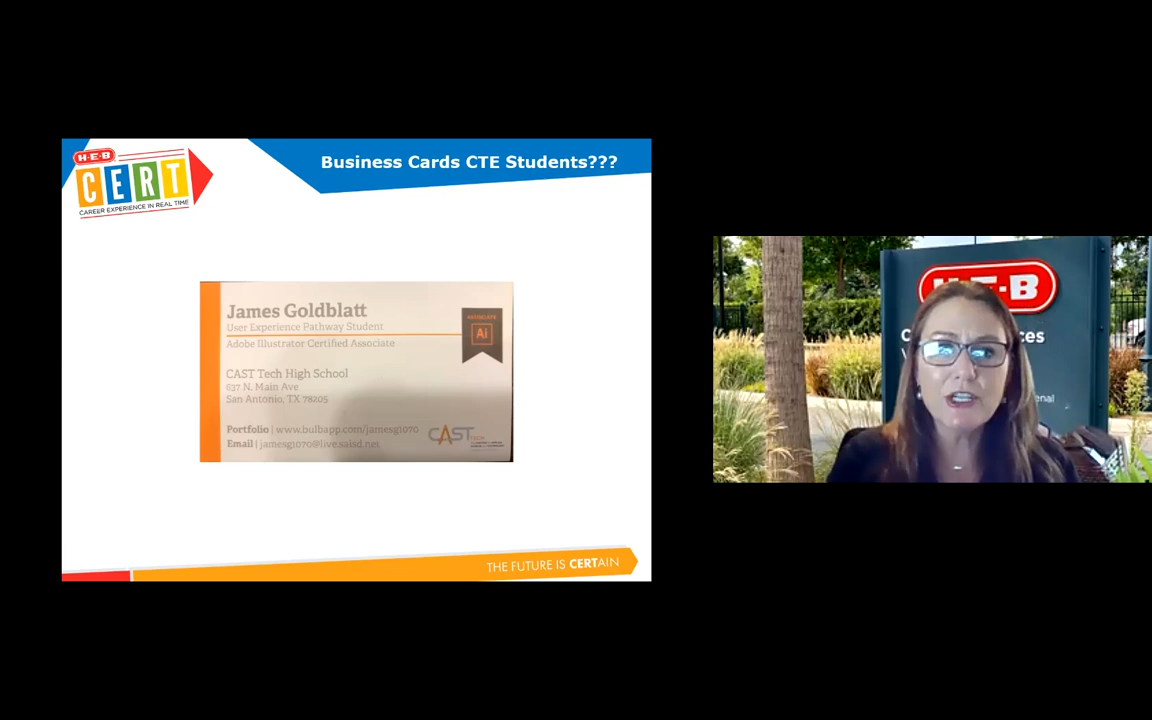 H-E-B
CERT
CAREER EXPERIENCE IN REAL TIME
Business Cards CTE Students???
James Goldblatt
User Experience Pathway Student
Adobe Illustrator Certified Associate
Ai
CAST Tech High School
637 N. Main Ave
San Antonio, TX 78205
Portfolio | www.bulbapp.com/jamesg1070
Email | jamesg1070@live.saisd.net
CAST TECH
THE FUTURE IS CERTAIN
H-E-B